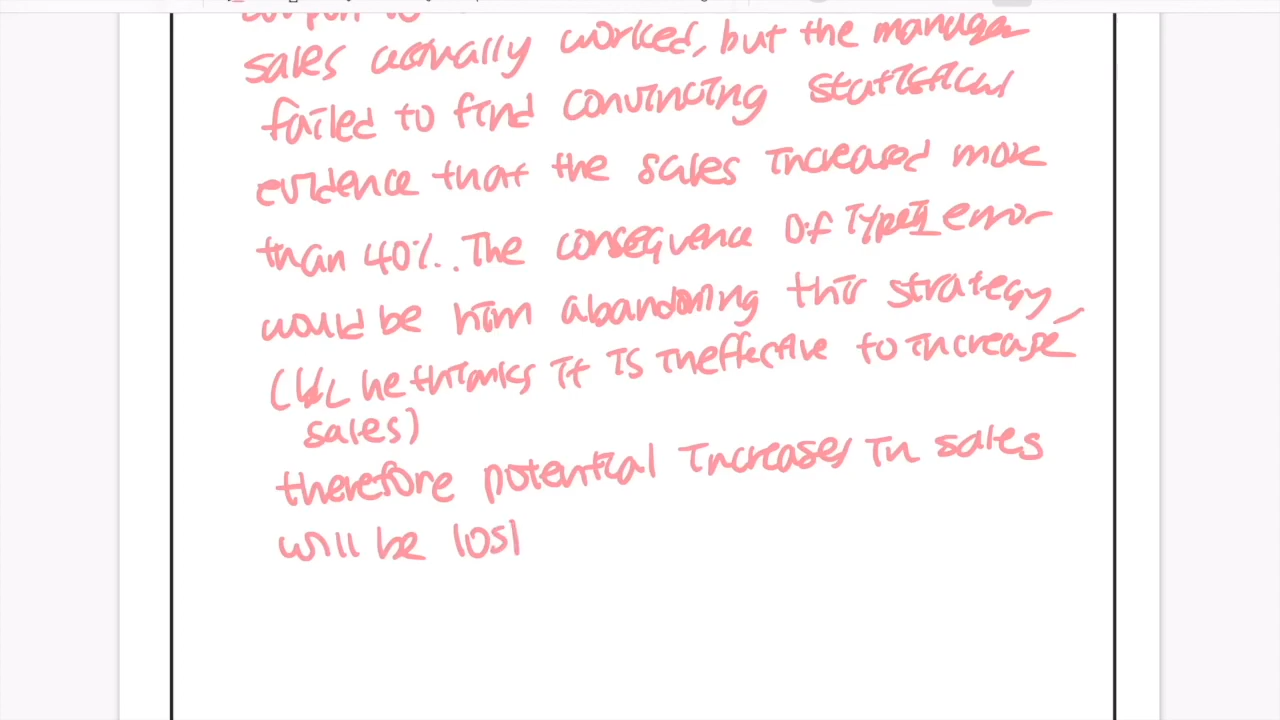 sales actually worked, but the manager
failed to find convincing statistical
evidence that the sales increased more
than 40%. The consequence of Type error
would be him abandoning this strategy
(b/c he thinks it is ineffective to increase
sales)
therefore potential increases in sales
will be lost